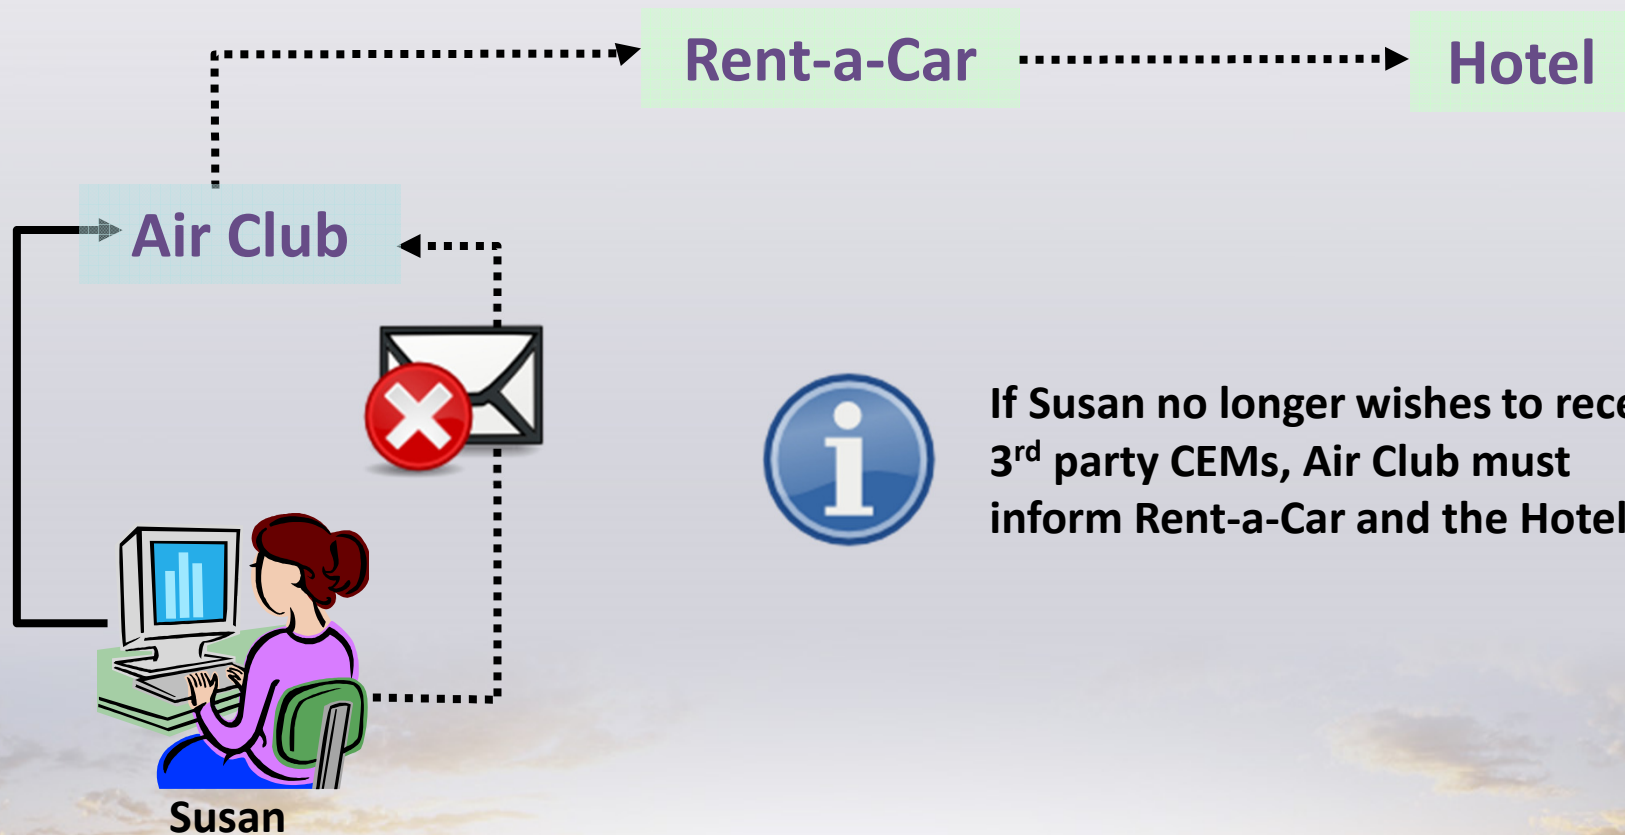 Rent-a-Car
Hotel
Air Club
If Susan no longer wishes to rece
3rd party CEMs, Air Club must
inform Rent-a-Car and the Hotel
Susan